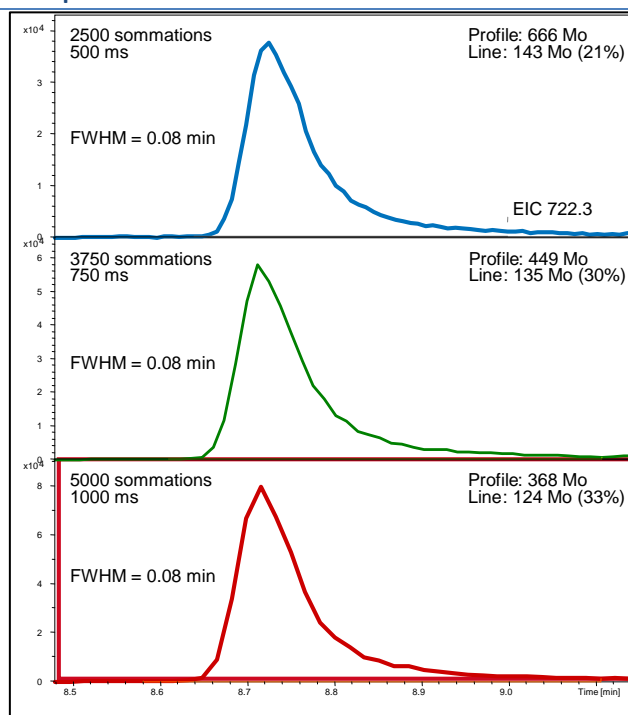 x10⁴
2500 sommations
500 ms
Profile: 666 Mo
Line: 143 Mo (21%)
3
FWHM = 0.08 min
2
1
EIC 722.3
0
x10⁴
3750 sommations
750 ms
Profile: 449 Mo
Line: 135 Mo (30%)
6
5
4
FWHM = 0.08 min
3
2
1
0
x10⁴
5000 sommations
1000 ms
Profile: 368 Mo
Line: 124 Mo (33%)
8
6
FWHM = 0.08 min
4
2
0
8.5 8.6 8.7 8.8 8.9 9.0 Time [min]